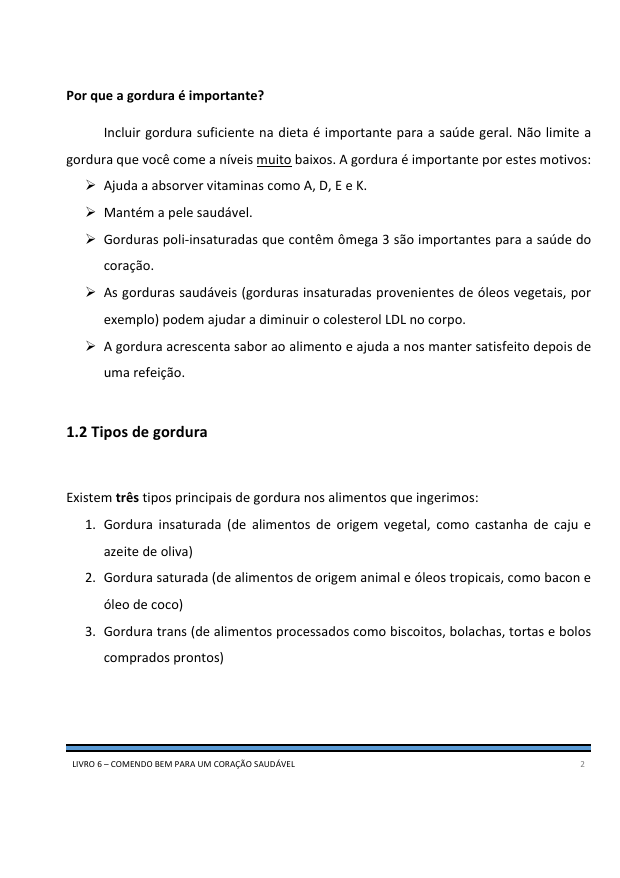 Por que a gordura é importante?
Incluir gordura suficiente na dieta é importante para a saúde geral. Não limite a
gordura que você come a níveis muito baixos. A gordura é importante por estes motivos:
➢ Ajuda a absorver vitaminas como A, D, E e K.
➢ Mantém a pele saudável.
➢ Gorduras poli-insaturadas que contêm ômega 3 são importantes para a saúde do
coração.
➢ As gorduras saudáveis (gorduras insaturadas provenientes de óleos vegetais, por
exemplo) podem ajudar a diminuir o colesterol LDL no corpo.
➢ A gordura acrescenta sabor ao alimento e ajuda a nos manter satisfeito depois de
uma refeição.
1.2 Tipos de gordura
Existem três tipos principais de gordura nos alimentos que ingerimos:
1. Gordura insaturada (de alimentos de origem vegetal, como castanha de caju e
azeite de oliva)
2. Gordura saturada (de alimentos de origem animal e óleos tropicais, como bacon e
óleo de coco)
3. Gordura trans (de alimentos processados como biscoitos, bolachas, tortas e bolos
comprados prontos)
LIVRO 6 – COMENDO BEM PARA UM CORAÇÃO SAUDÁVEL 2